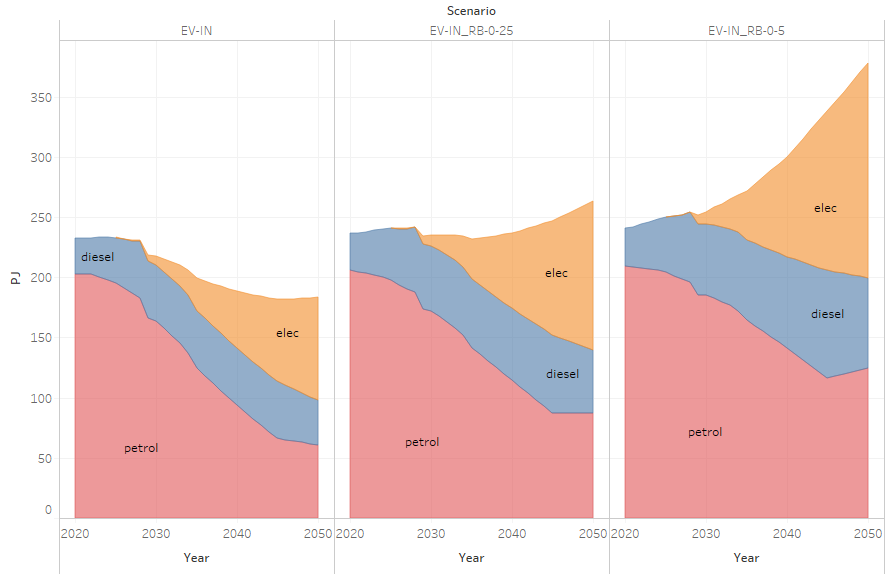 Scenario
EV-IN EV-IN_RB-0-25 EV-IN_RB-0-5
350
300
250
200
150
100
50
0
PJ
diesel
elec
petrol
elec
diesel
petrol
elec
diesel
petrol
2020 2030 2040 2050 2020 2030 2040 2050 2020 2030 2040 2050
Year Year Year